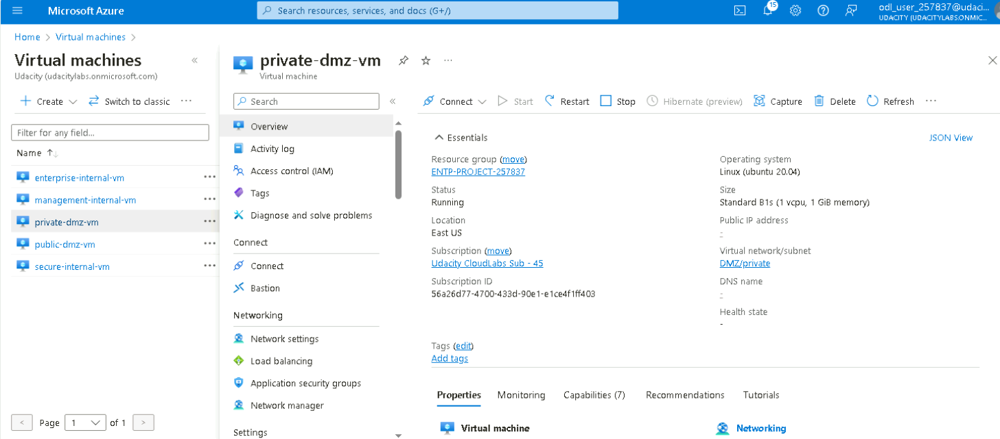 Microsoft Azure
Search resources, services, and docs (G+/)
15
odl_user_257837@udaci...
UDACITY (UDACITYLABS.ONMIC...
Home > Virtual machines >
Virtual machines
Udacity (udacitylabs.onmicrosoft.com)
+ Create
Switch to classic
Filter for any field...
Name ↑↓
enterprise-internal-vm
management-internal-vm
private-dmz-vm
public-dmz-vm
secure-internal-vm
< Page 1 of 1 >
private-dmz-vm
Virtual machine
Search
Overview
Activity log
Access control (IAM)
Tags
Diagnose and solve problems
Connect
Connect
Bastion
Networking
Network settings
Load balancing
Application security groups
Network manager
Settings
Connect
Start
Restart
Stop
Hibernate (preview)
Capture
Delete
Refresh
Essentials
JSON View
Resource group (move)
ENTP-PROJECT-257837
Status
Running
Location
East US
Subscription (move)
Udacity CloudLabs Sub - 45
Subscription ID
56a26d77-4700-433d-90e1-e1ce4f1ff403
Operating system
Linux (ubuntu 20.04)
Size
Standard B1s (1 vcpu, 1 GiB memory)
Public IP address
-
Virtual network/subnet
DMZ/private
DNS name
-
Health state
-
Tags (edit)
Add tags
Properties
Monitoring
Capabilities (7)
Recommendations
Tutorials
Virtual machine
Networking